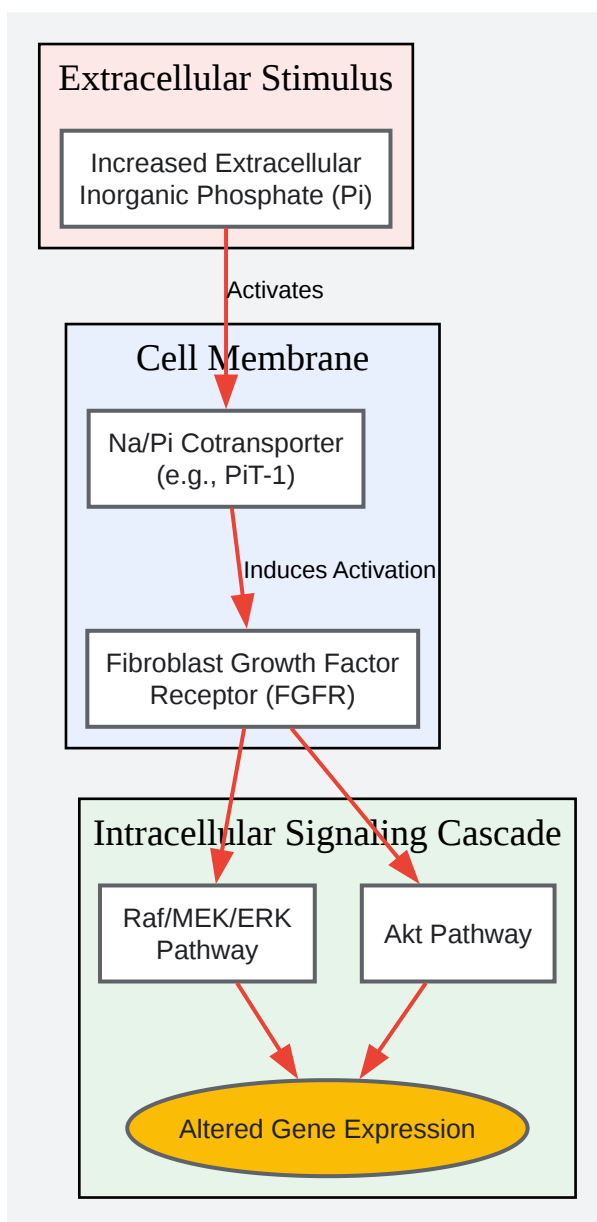 Extracellular Stimulus
Increased Extracellular
Inorganic Phosphate (Pi)
Activates
Cell Membrane
Na/Pi Cotransporter
(e.g., PiT-1)
Induces Activation
Fibroblast Growth Factor
Receptor (FGFR)
Intracellular Signaling Cascade
Raf/MEK/ERK
Pathway
Akt Pathway
Altered Gene Expression